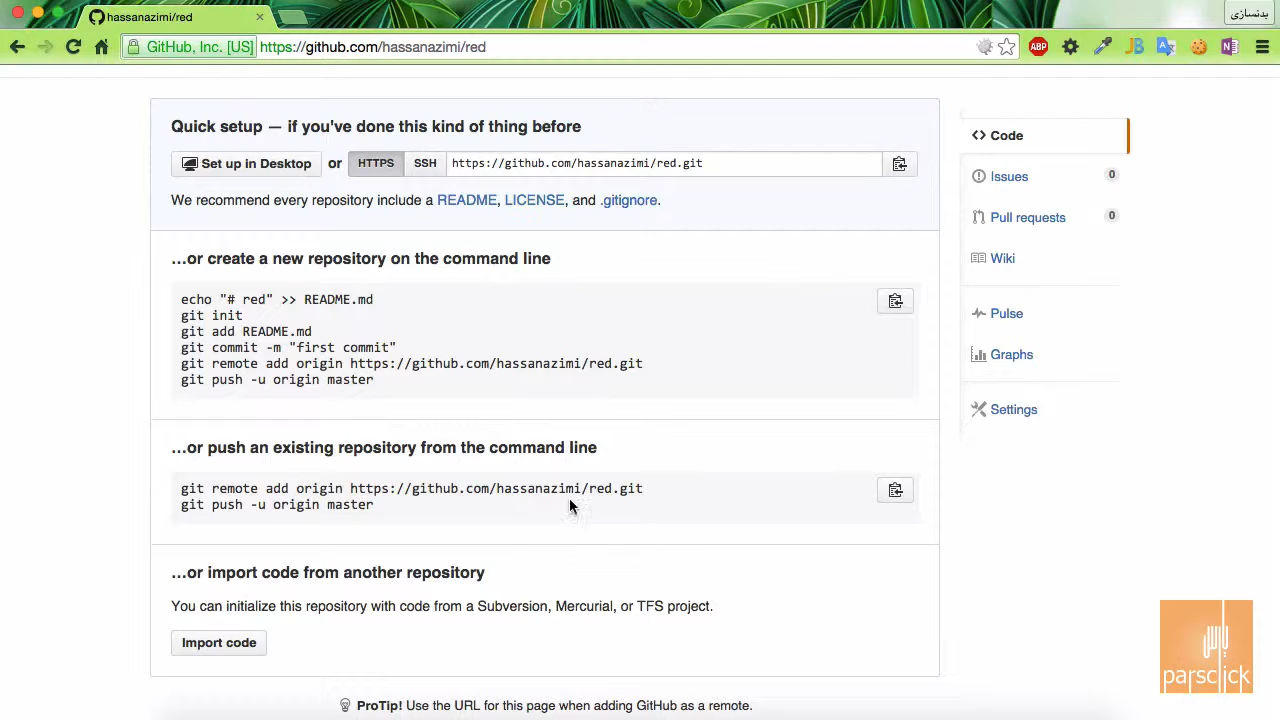 hassanazimi/red
بدنسازی
GitHub, Inc. [US] https://github.com/hassanazimi/red
ABP
JB
Quick setup — if you've done this kind of thing before
Set up in Desktop or HTTPS SSH https://github.com/hassanazimi/red.git
We recommend every repository include a README, LICENSE, and .gitignore.
…or create a new repository on the command line
echo "# red" >> README.md
git init
git add README.md
git commit -m "first commit"
git remote add origin https://github.com/hassanazimi/red.git
git push -u origin master
…or push an existing repository from the command line
git remote add origin https://github.com/hassanazimi/red.git
git push -u origin master
…or import code from another repository
You can initialize this repository with code from a Subversion, Mercurial, or TFS project.
Import code
ProTip! Use the URL for this page when adding GitHub as a remote.
Code
Issues 0
Pull requests 0
Wiki
Pulse
Graphs
Settings
parsclick